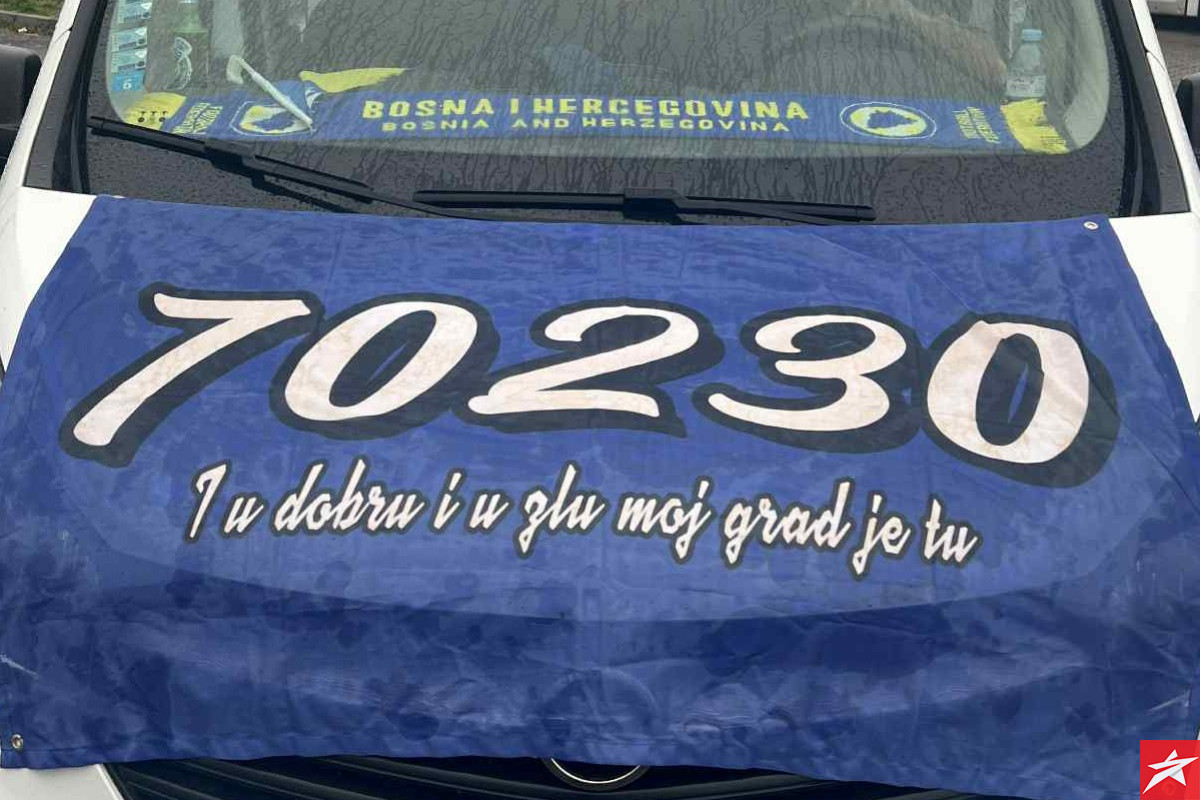 BOSNA I HERCEGOVINA
BOSNIA AND HERZEGOVINA
70230
I u dobru i u zlu moj grad je tu